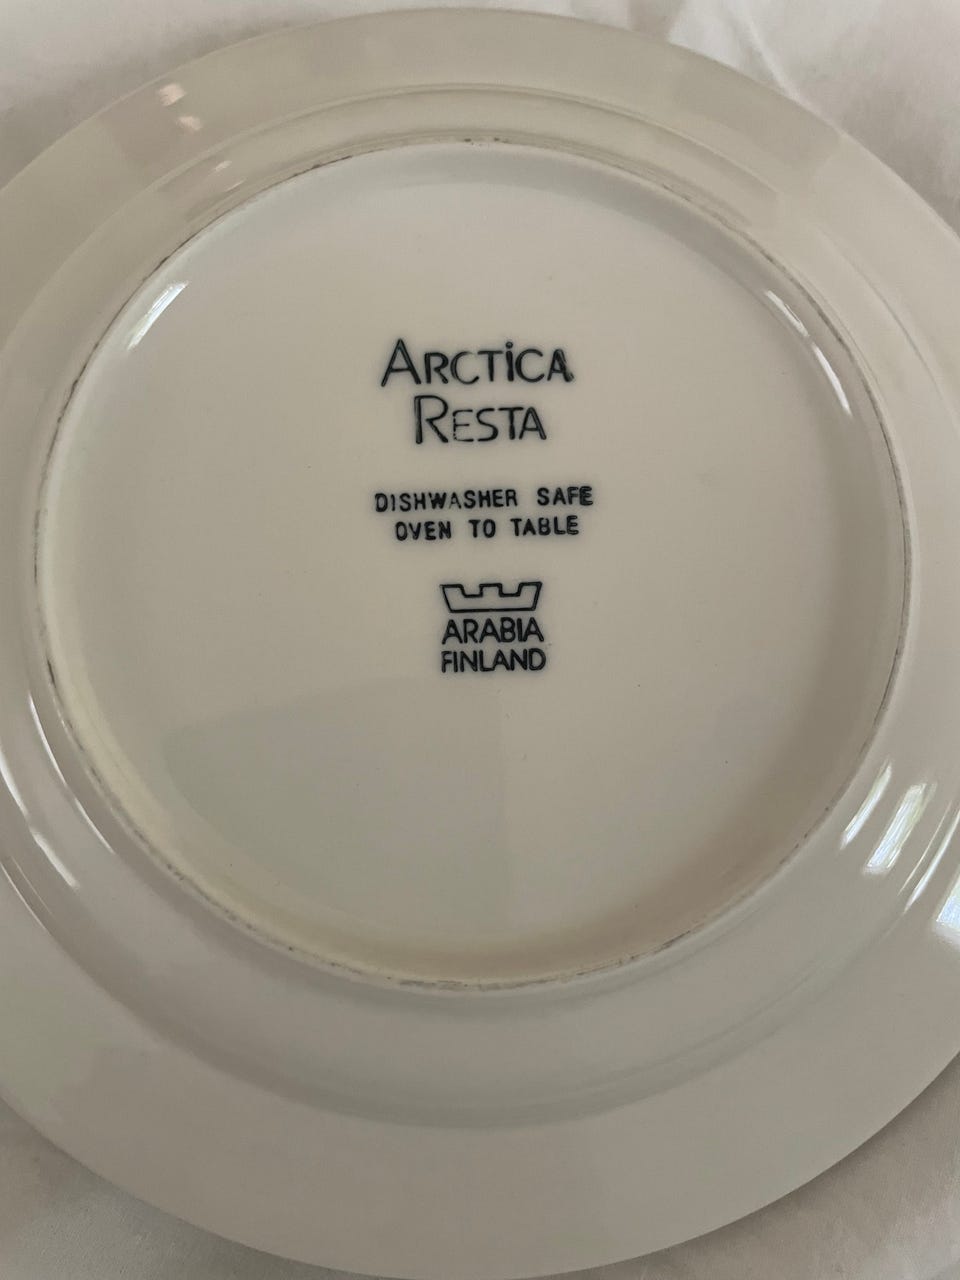 ARCTiCA
RESTA
DISHWASHER SAFE
OVEN TO TABLE
ARABIA
FINLAND